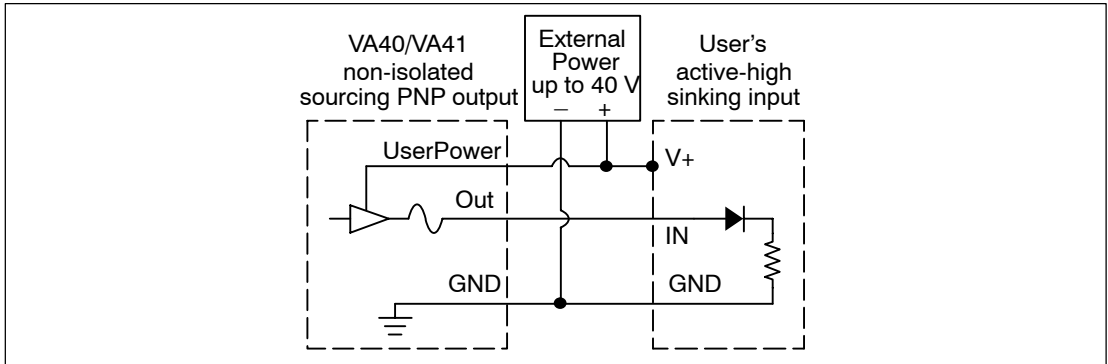 VA40/VA41
non-isolated
sourcing PNP output
External
Power
up to 40 V
− +
User's
active-high
sinking input
UserPower
V+
Out
IN
GND
GND